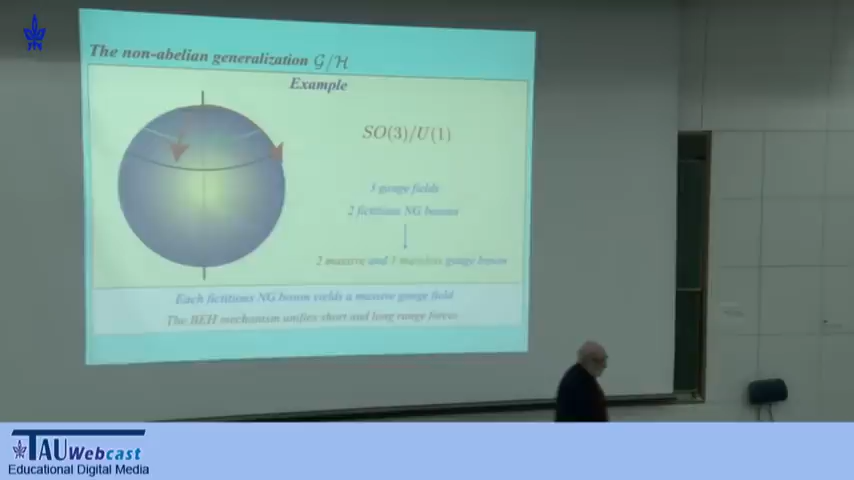 The non-abelian generalization G/H
Example
SO(3)/U(1)
3 gauge fields
2 fictitious NG bosons
2 massive and 1 massless gauge boson
Each fictitious NG boson yields a massive gauge field
The BEH mechanism unifies short and long range forces
TAU Webcast
Educational Digital Media